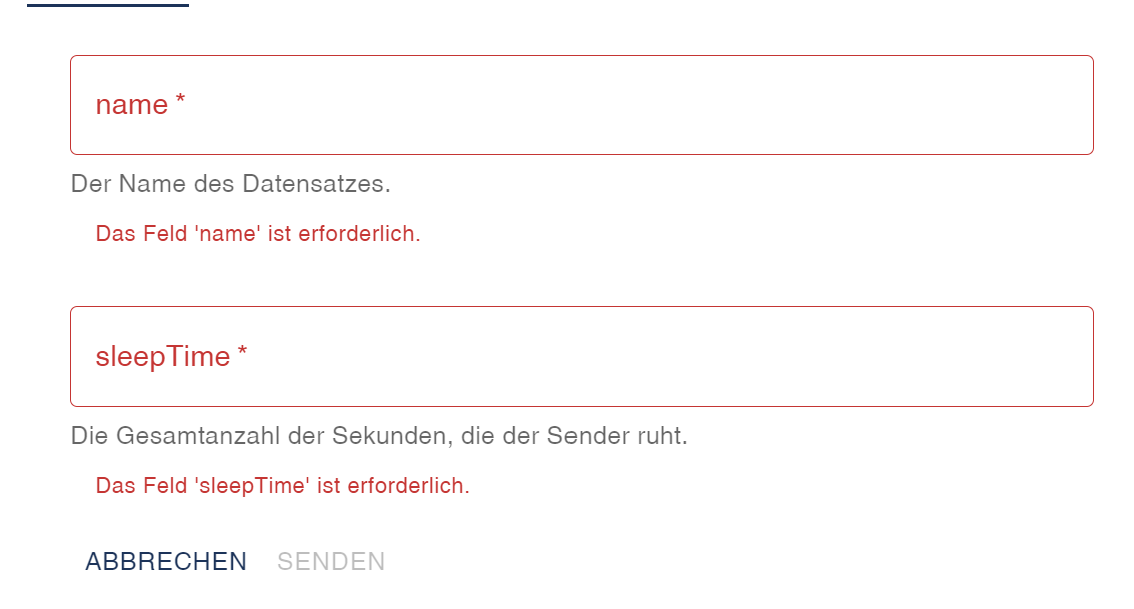 name *
Der Name des Datensatzes.
Das Feld 'name' ist erforderlich.
sleepTime *
Die Gesamtanzahl der Sekunden, die der Sender ruht.
Das Feld 'sleepTime' ist erforderlich.
ABBRECHEN SENDEN